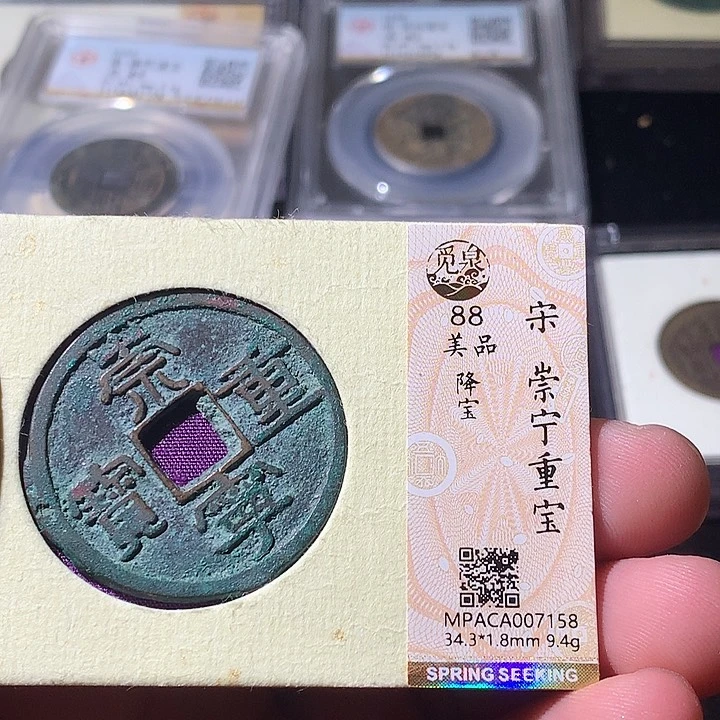 崇
重
寧
寳
觅泉
88
美品
降宝
宋 崇宁重宝
MPACA007158
34.3*1.8mm 9.4g
SPRING SEEKING